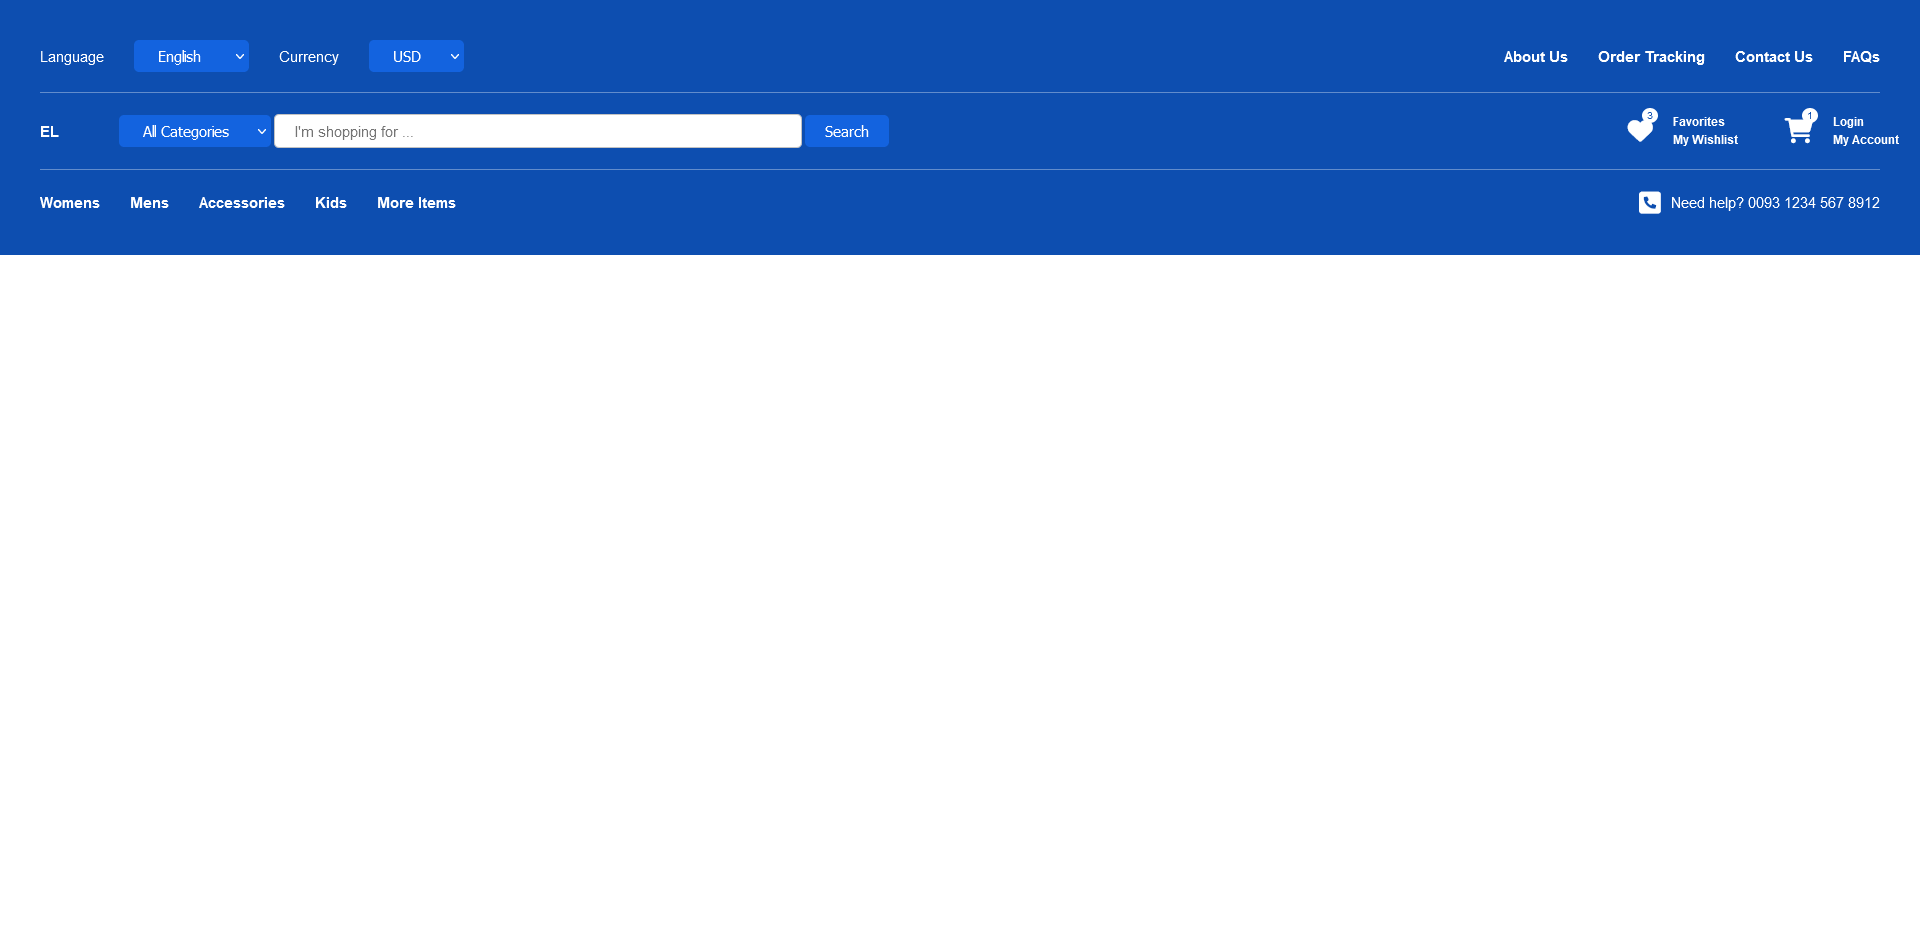 Language English Currency USD About Us Order Tracking Contact Us FAQs
EL All Categories I'm shopping for ... Search 3 Favorites 1 Login
My Wishlist My Account
Womens Mens Accessories Kids More Items Need help? 0093 1234 567 8912